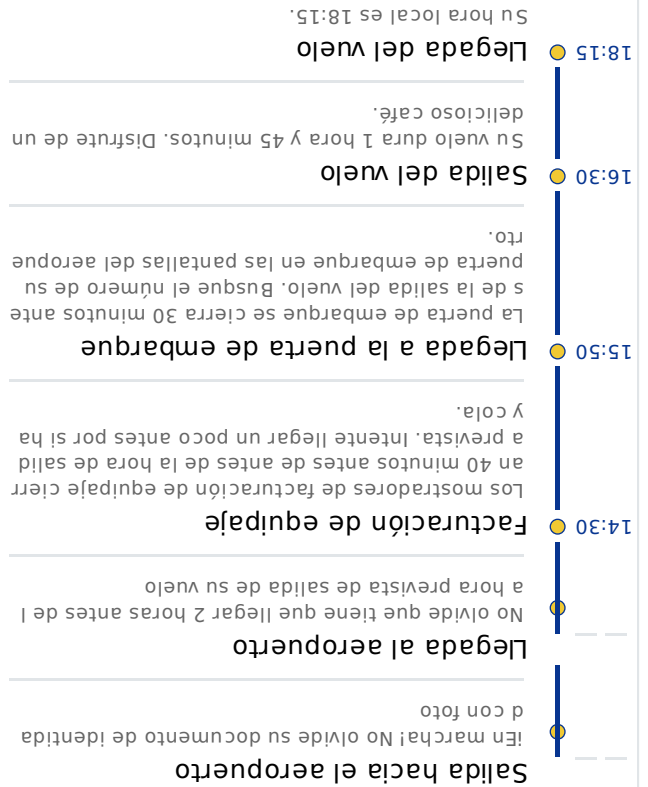 Salida hacia el aeropuerto
¡En marcha! No olvide su documento de identida
d con foto
Llegada al aeropuerto
No olvide que tiene que llegar 2 horas antes de l
a hora prevista de salida de su vuelo
14:30
Facturación de equipaje
Los mostradores de facturación de equipaje cierr
an 40 minutos antes de antes de la hora de salid
a prevista. Intente llegar un poco antes por si ha
y cola.
15:50
Llegada a la puerta de embarque
La puerta de embarque se cierra 30 minutos ante
s de la salida del vuelo. Busque el número de su
puerta de embarque en las pantallas del aeropue
rto.
16:30
Salida del vuelo
Su vuelo dura 1 hora y 45 minutos. Disfrute de un
delicioso café.
18:15
Llegada del vuelo
Su hora local es 18:15.